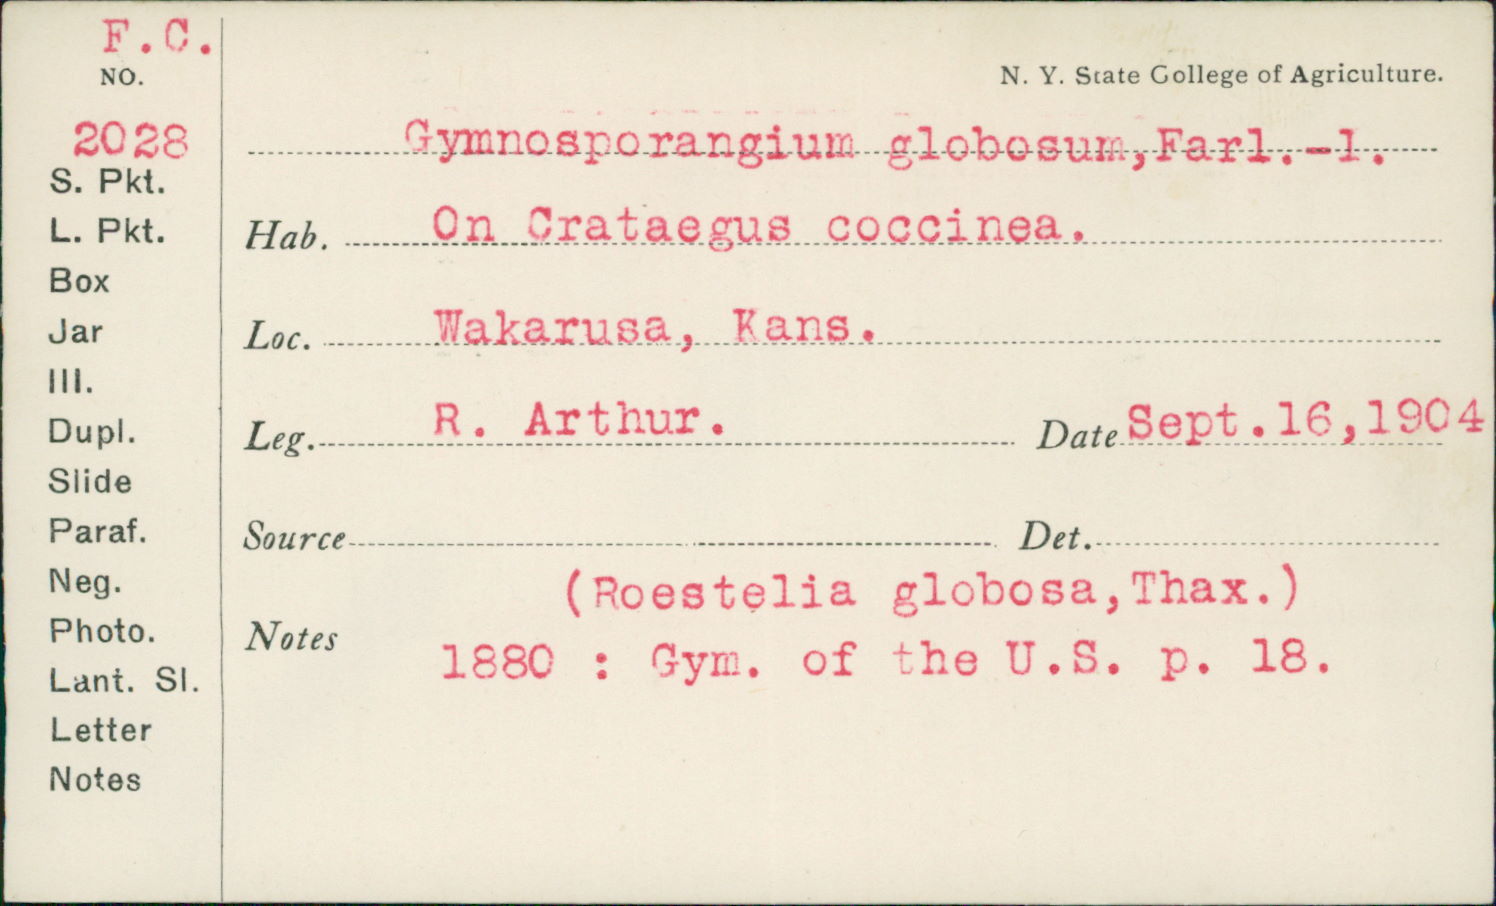 F.C.
NO.
2028
S. Pkt.
L. Pkt.
Box
Jar
Ill.
Dupl.
Slide
Paraf.
Neg.
Photo.
Lant. Sl.
Letter
Notes
N. Y. State College of Agriculture.
Gymnosporangium globosum,Farl.-1.
Hab. On Crataegus coccinea.
Loc. Wakarusa, Kans.
Leg. R. Arthur. Date Sept.16,1904
Source Det.
(Roestelia globosa,Thax.)
Notes
1880 : Gym. of the U.S. p. 18.